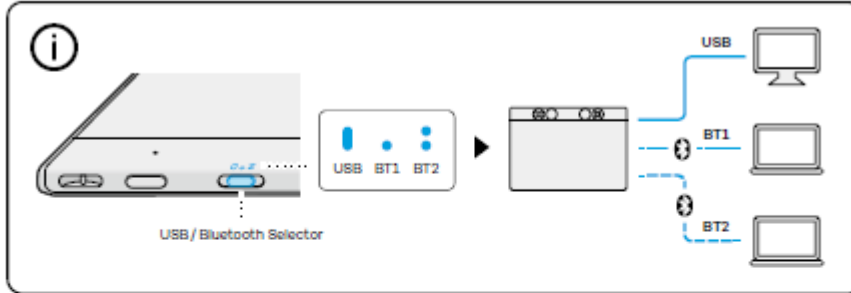 USB
USB BT1 BT2
BT1
USB / Bluetooth Selector
BT2